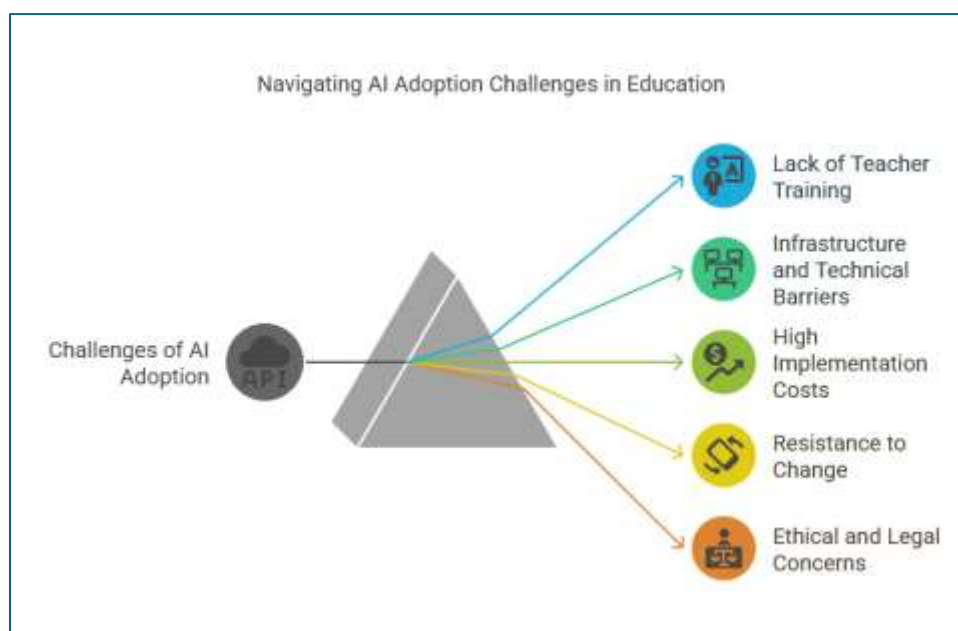 Navigating AI Adoption Challenges in Education
Lack of Teacher
Training
Infrastructure
and Technical
Barriers
Challenges of AI
Adoption
API
High
Implementation
Costs
Resistance to
Change
Ethical and Legal
Concerns